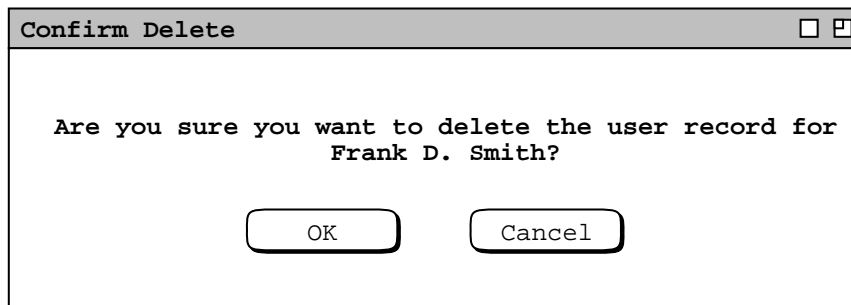 Confirm Delete
Are you sure you want to delete the user record for
Frank D. Smith?
OK
Cancel